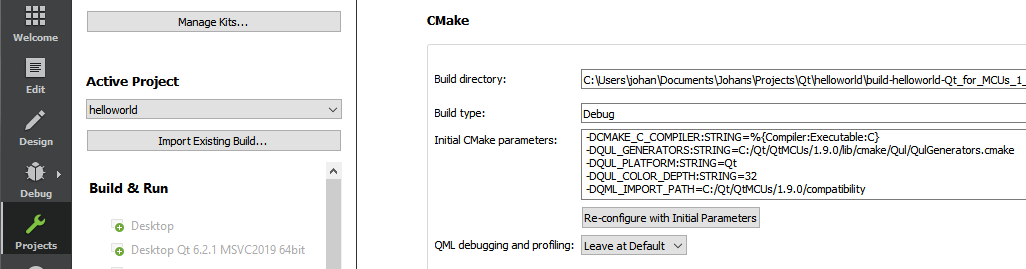 Welcome
Edit
Design
Debug
Projects
Manage Kits...
Active Project
helloworld
Import Existing Build...
Build & Run
Desktop
Desktop Qt 6.2.1 MSVC2019 64bit
CMake
Build directory: C:\Users\johan\Documents\Johans\Projects\Qt\helloworld\build-helloworld-Qt_for_MCUs_1_
Build type: Debug
Initial CMake parameters: -DCMAKE_C_COMPILER:STRING=%{Compiler:Executable:C}
-DQUL_GENERATORS:STRING=C:/Qt/QtMCUs/1.9.0/lib/cmake/Qul/QulGenerators.cmake
-DQUL_PLATFORM:STRING=Qt
-DQUL_COLOR_DEPTH:STRING=32
-DQML_IMPORT_PATH=C:/Qt/QtMCUs/1.9.0/compatibility
Re-configure with Initial Parameters
QML debugging and profiling: Leave at Default